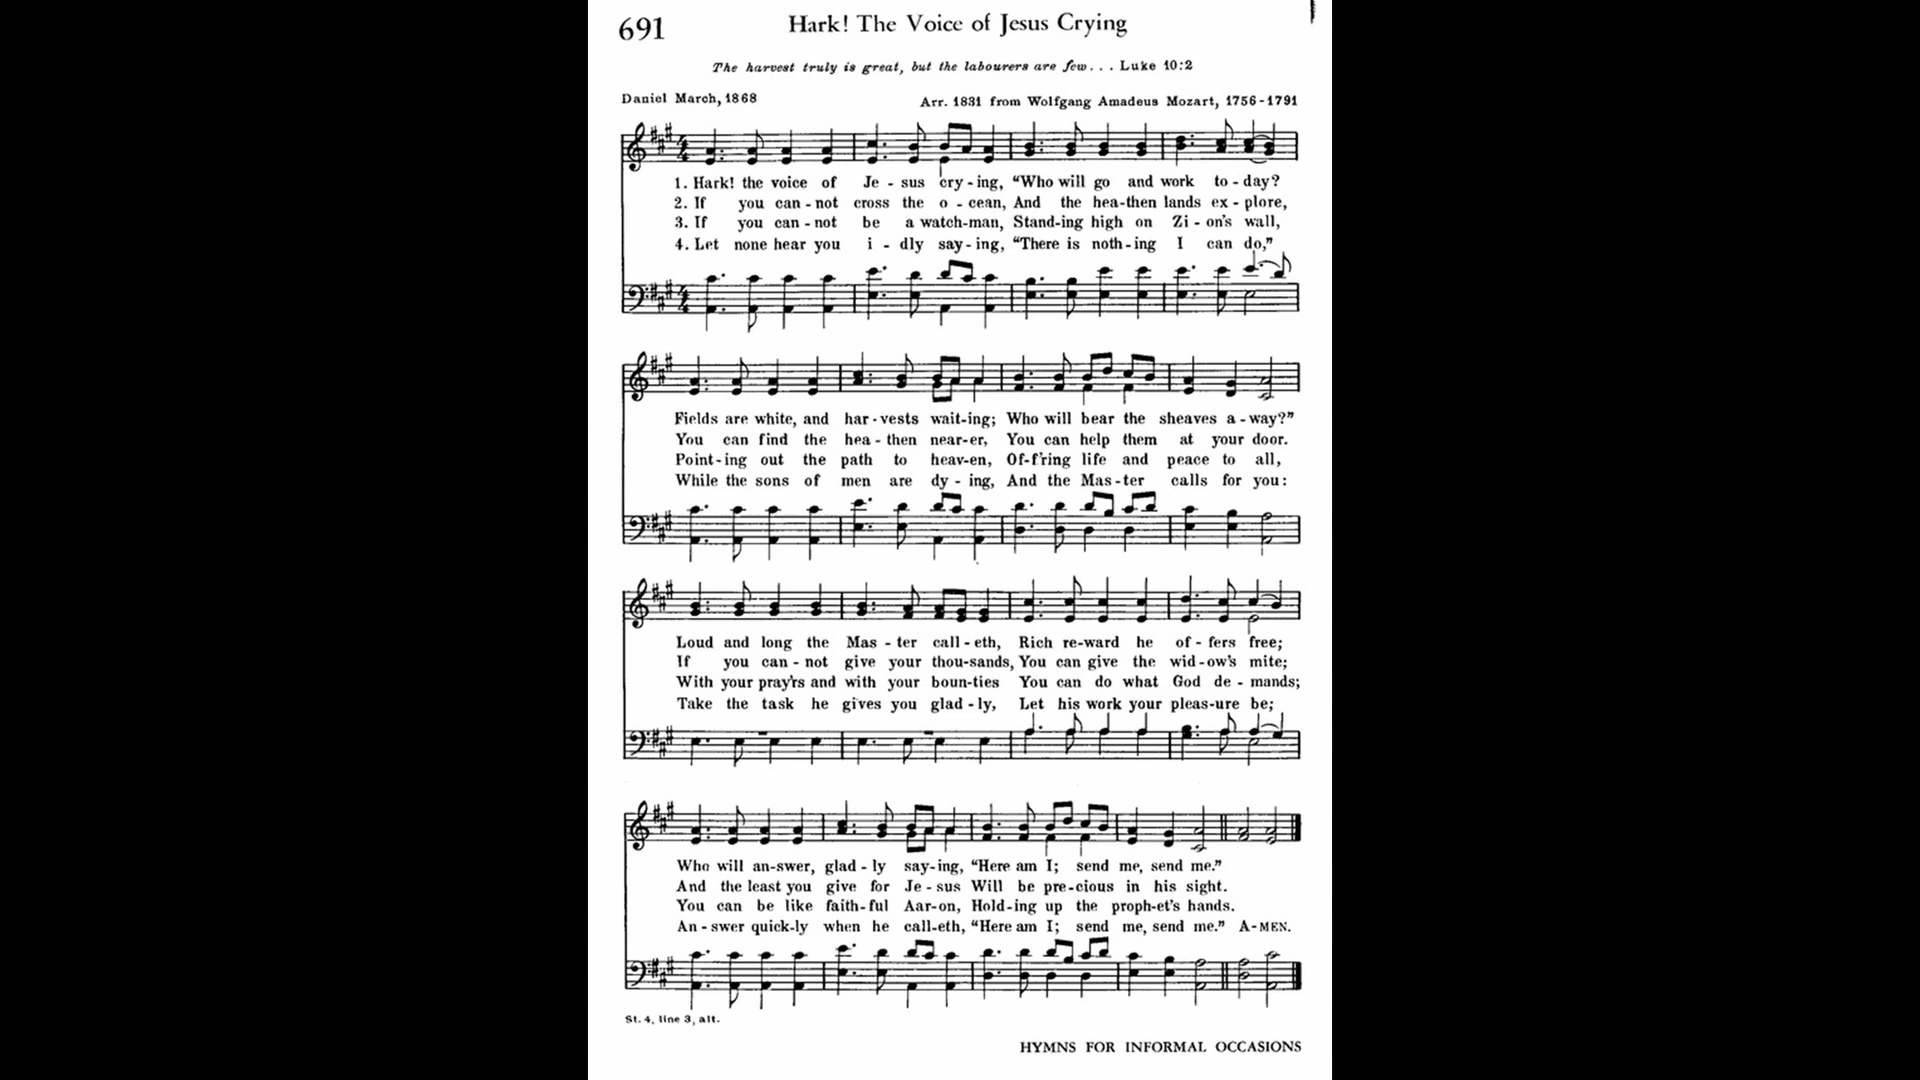 691
Hark! The Voice of Jesus Crying
The harvest truly is great, but the labourers are few... Luke 10:2
Daniel March, 1868
Arr. 1831 from Wolfgang Amadeus Mozart, 1756-1791
1. Hark! the voice of Je - sus cry - ing, “Who will go and work to - day?
2. If you can - not cross the o - cean, And the hea-then lands ex - plore,
3. If you can - not be a watch-man, Stand-ing high on Zi - on's wall,
4. Let none hear you i - dly say - ing, “There is noth - ing I can do,”
Fields are white, and har - vests wait-ing; Who will bear the sheaves a - way?”
You can find the hea - then near-er, You can help them at your door.
Point - ing out the path to heav-en, Of-f'ring life and peace to all,
While the sons of men are dy - ing, And the Mas - ter calls for you:
Loud and long the Mas - ter call - eth, Rich re-ward he of - fers free;
If you can - not give your thou-sands, You can give the wid - ow's mite;
With your pray'rs and with your boun-ties You can do what God de - mands;
Take the task he gives you glad - ly, Let his work your pleas-ure be;
Who will an-swer, glad - ly say-ing, “Here am I; send me, send me.”
And the least you give for Je - sus Will be pre-cious in his sight.
You can be like faith-ful Aar-on, Hold-ing up the proph-et's hands.
An - swer quick-ly when he call-eth, “Here am I; send me, send me.” A-MEN.
St. 4, line 3, alt.
HYMNS FOR INFORMAL OCCASIONS